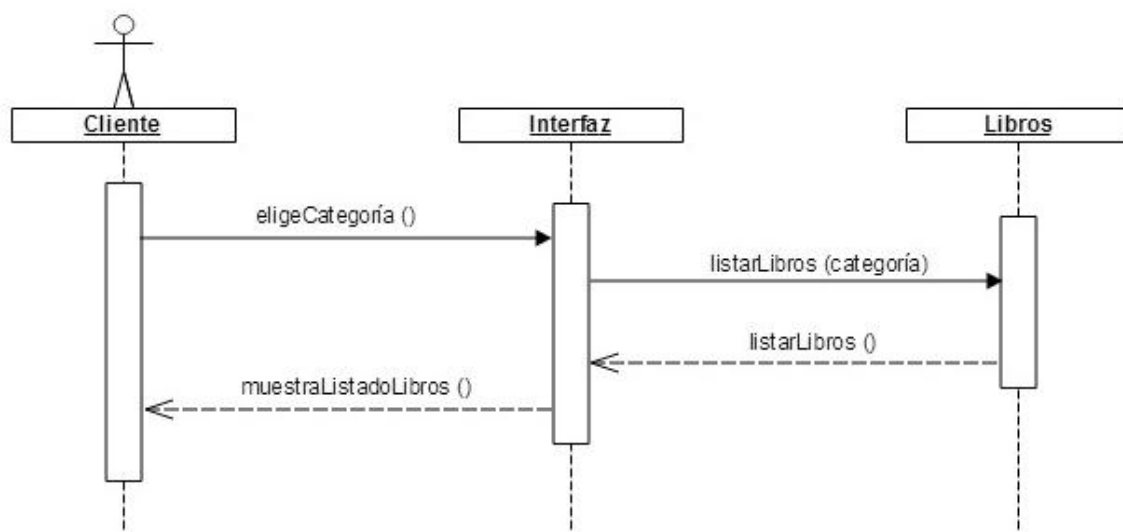 Cliente
Interfaz
Libros
eligeCategoría ()
listarLibros (categoría)
listarLibros ()
muestraListadoLibros ()